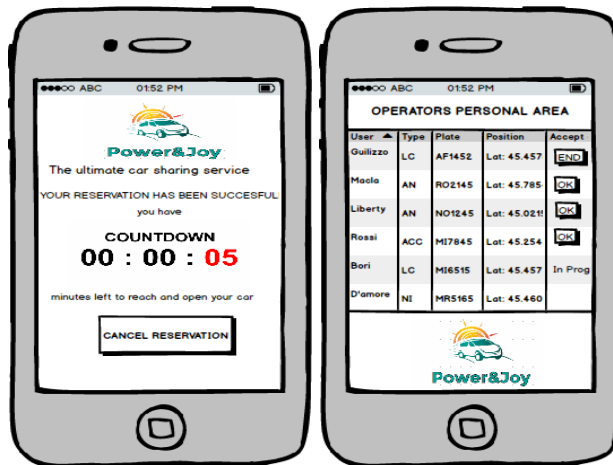 ABC 01:52 PM
Power&Joy
The ultimate car sharing service
YOUR RESERVATION HAS BEEN SUCCESFUL
you have
COUNTDOWN
00 : 00 : 05
minutes left to reach and open your car
CANCEL RESERVATION
ABC 01:52 PM
OPERATORS PERSONAL AREA
User Type Plate Position Accept
Guilizzo LC AF1452 Lat: 45.457 END
Macla AN RO2145 Lat: 45.785 OK
Liberty AN NO1245 Lat: 45.021 OK
Rossi ACC MI7845 Lat: 45.254 OK
Bori LC MI6515 Lat: 45.457 In Prog
D'amore NI MR5165 Lat: 45.460
Power&Joy